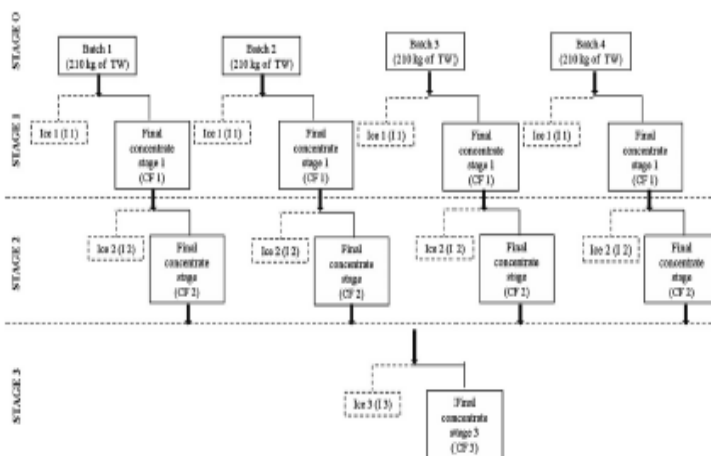 STAGE O
Batch 1
(210 kg of TW)
Batch 2
(210 kg of TW)
Batch 3
(210 kg of TW)
Batch 4
(210 kg of TW)
STAGE 1
Ice 1 (I 1)
Final
concentrate
stage 1
(CF 1)
Ice 1 (I 1)
Final
concentrate
stage 1
(CF 1)
Ice 1 (I 1)
Final
concentrate
stage 1
(CF 1)
Ice 1 (I 1)
Final
concentrate
stage 1
(CF 1)
STAGE 2
Ice 2 (I 2)
Final
concentrate
stage
(CF 2)
Ice 2 (I 2)
Final
concentrate
stage
(CF 2)
Ice 2 (I 2)
Final
concentrate
stage
(CF 2)
Ice 2 (I 2)
Final
concentrate
stage
(CF 2)
STAGE 3
Ice 3 (I 3)
Final
concentrate
stage 3
(CF 3)